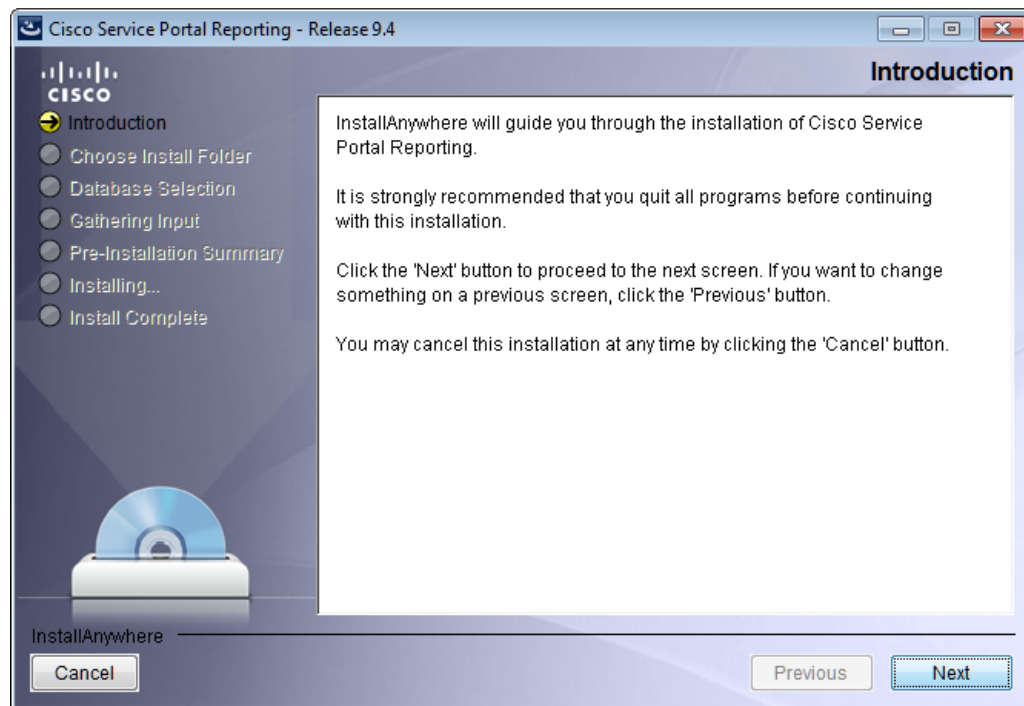 Cisco Service Portal Reporting - Release 9.4
CISCO
Introduction
Introduction
Choose Install Folder
Database Selection
Gathering Input
Pre-Installation Summary
Installing...
Install Complete
InstallAnywhere will guide you through the installation of Cisco Service
Portal Reporting.
It is strongly recommended that you quit all programs before continuing
with this installation.
Click the 'Next' button to proceed to the next screen. If you want to change
something on a previous screen, click the 'Previous' button.
You may cancel this installation at any time by clicking the 'Cancel' button.
InstallAnywhere
Cancel
Previous
Next